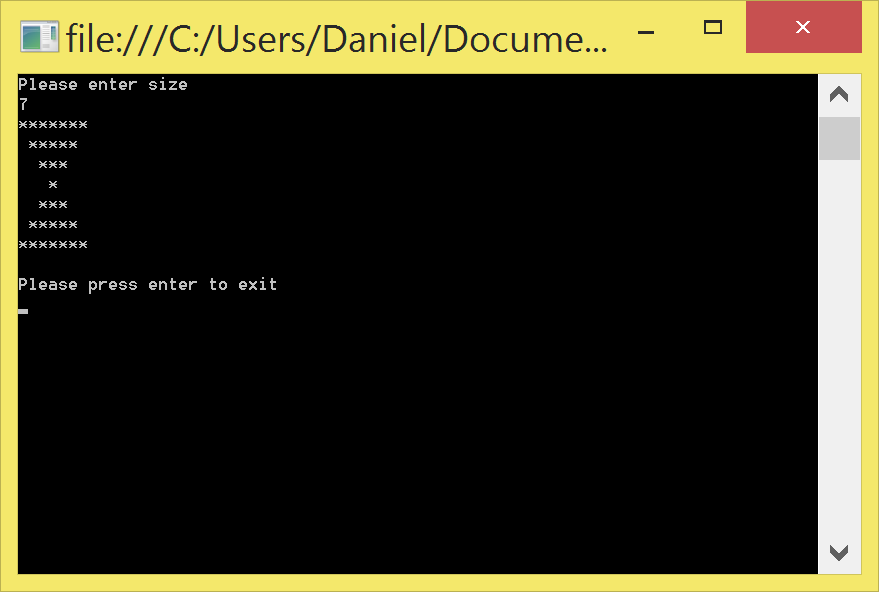 file:///C:/Users/Daniel/Docume...
Please enter size
7
*******
 *****
  ***
   *
  ***
 *****
*******
Please press enter to exit